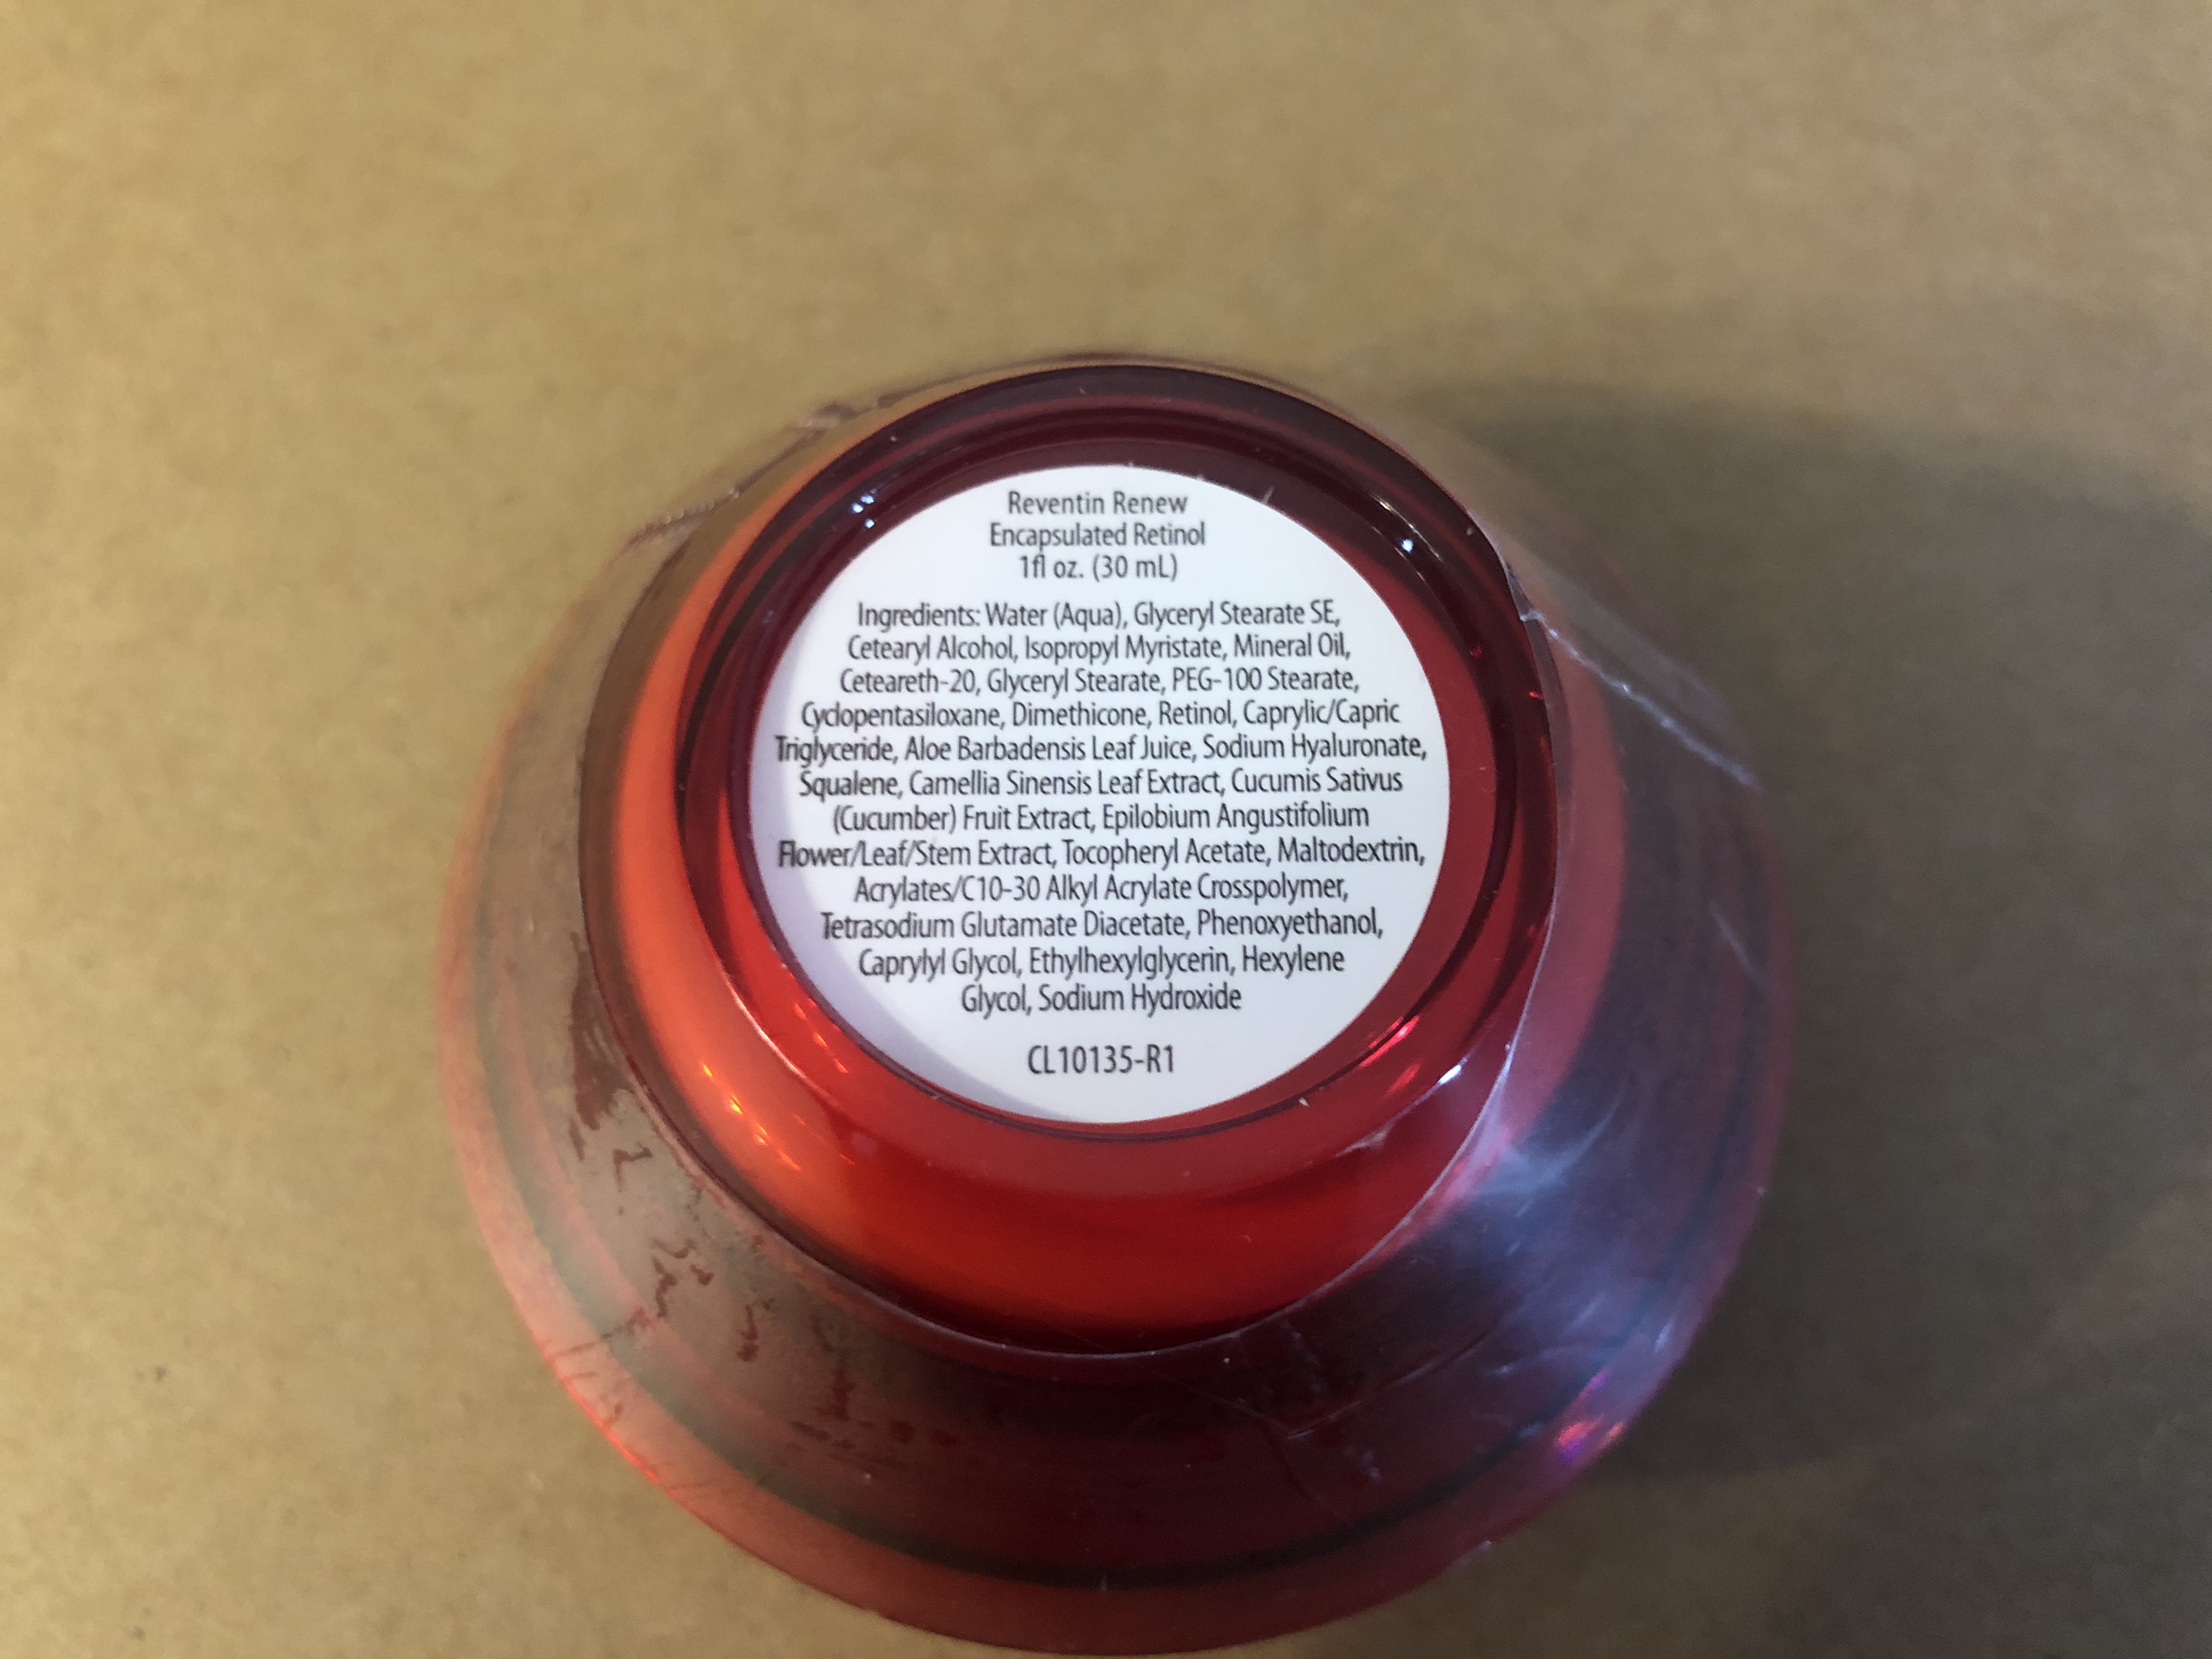 Reventin Renew
Encapsulated Retinol
1fl oz. (30 mL)
Ingredients: Water (Aqua), Glyceryl Stearate SE,
Cetearyl Alcohol, Isopropyl Myristate, Mineral Oil,
Ceteareth-20, Glyceryl Stearate, PEG-100 Stearate,
Cyclopentasiloxane, Dimethicone, Retinol, Caprylic/Capric
Triglyceride, Aloe Barbadensis Leaf Juice, Sodium Hyaluronate,
Squalene, Camellia Sinensis Leaf Extract, Cucumis Sativus
(Cucumber) Fruit Extract, Epilobium Angustifolium
Flower/Leaf/Stem Extract, Tocopheryl Acetate, Maltodextrin,
Acrylates/C10-30 Alkyl Acrylate Crosspolymer,
Tetrasodium Glutamate Diacetate, Phenoxyethanol,
Caprylyl Glycol, Ethylhexylglycerin, Hexylene
Glycol, Sodium Hydroxide
CL10135-R1